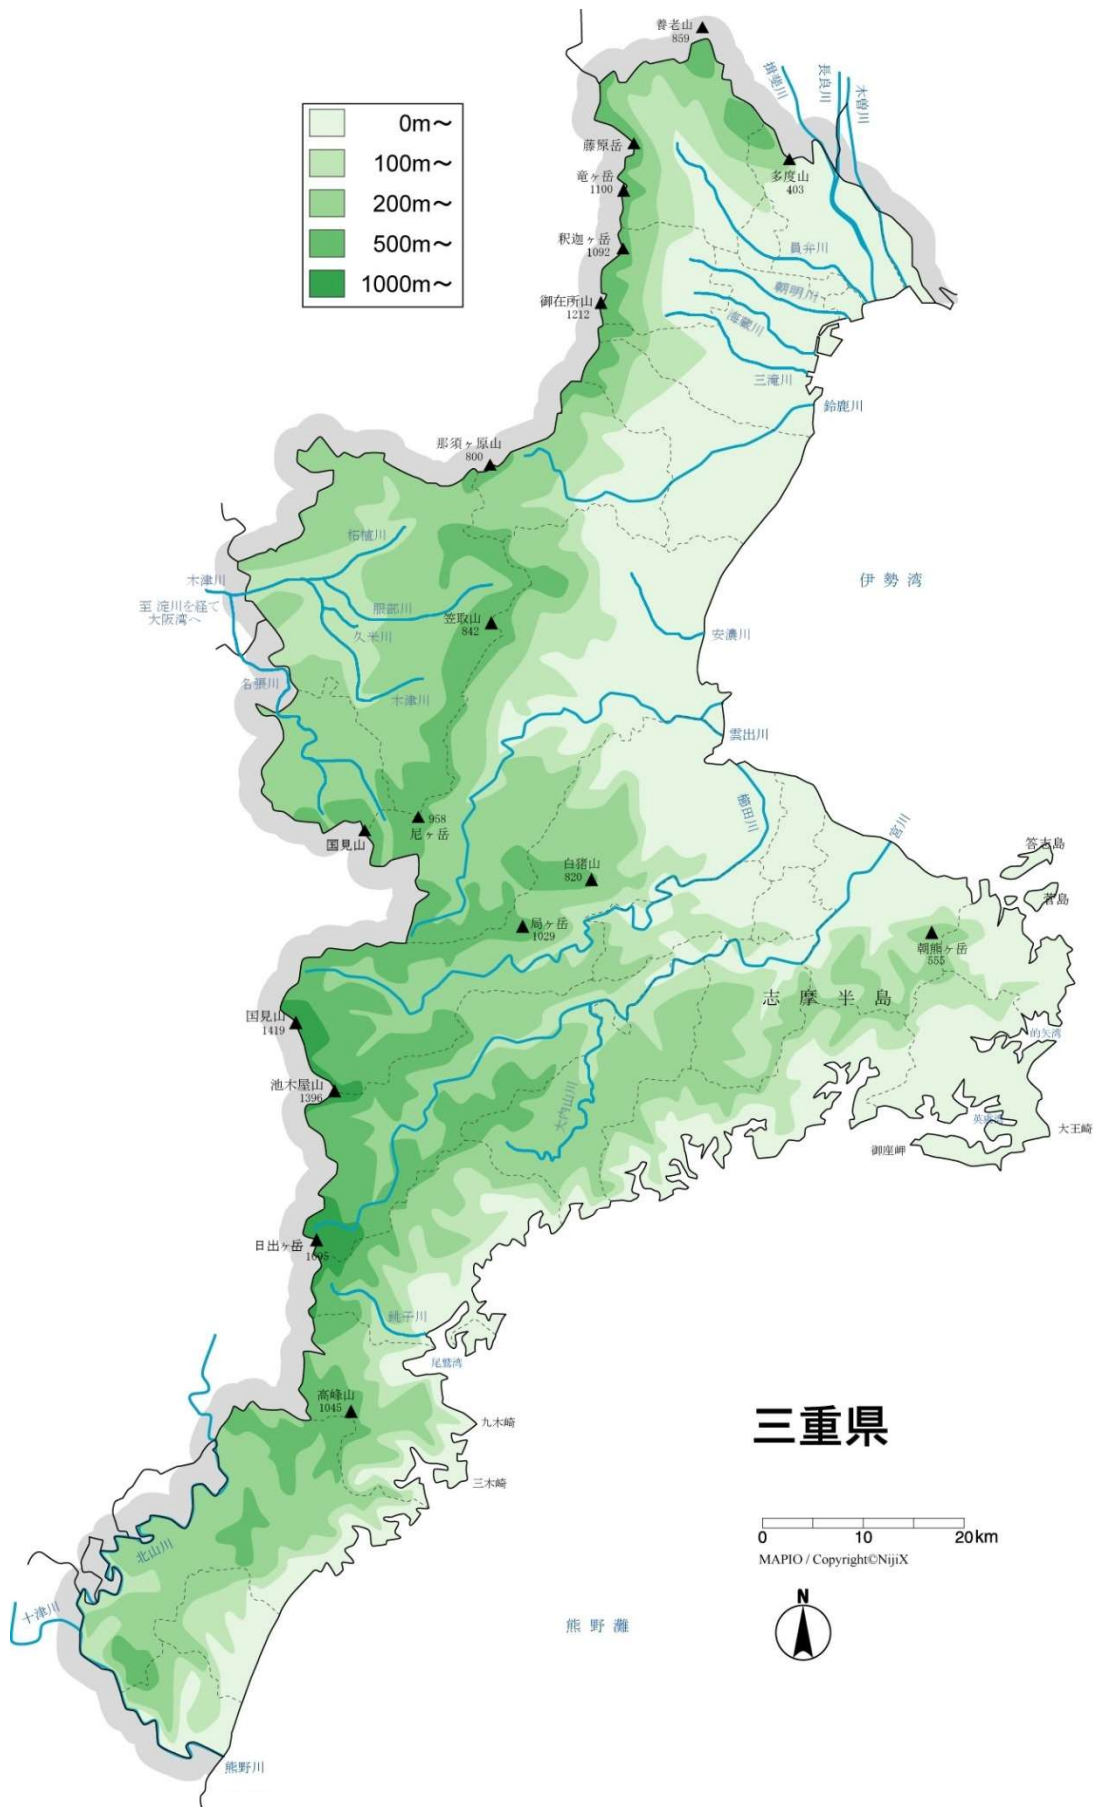 養老山
859
揖斐川
長良川
木曽川
0m～
100m～
200m～
500m～
1000m～
藤原岳
竜ヶ岳
1100
多度山
403
釈迦ヶ岳
1092
員弁川
朝明川
御在所山
1212
海蔵川
三滝川
鈴鹿川
那須ヶ原山
800
柘植川
木津川
至 淀川を経て
大阪湾へ
服部川
久米川
笠取山
842
伊勢湾
安濃川
名張川
木津川
雲出川
櫛田川
宮川
958
尼ヶ岳
国見山
白猪山
820
答志島
菅島
局ヶ岳
1029
朝熊ヶ岳
555
志摩半島
国見山
1419
的矢湾
池木屋山
1396
大内山川
英虞湾
大王崎
御座岬
日出ヶ岳
1695
銚子川
尾鷲湾
高峰山
1045
九木崎
三木崎
三重県
0 10 20km
MAPIO / Copyright©NijiX
N
北山川
十津川
熊野灘
熊野川